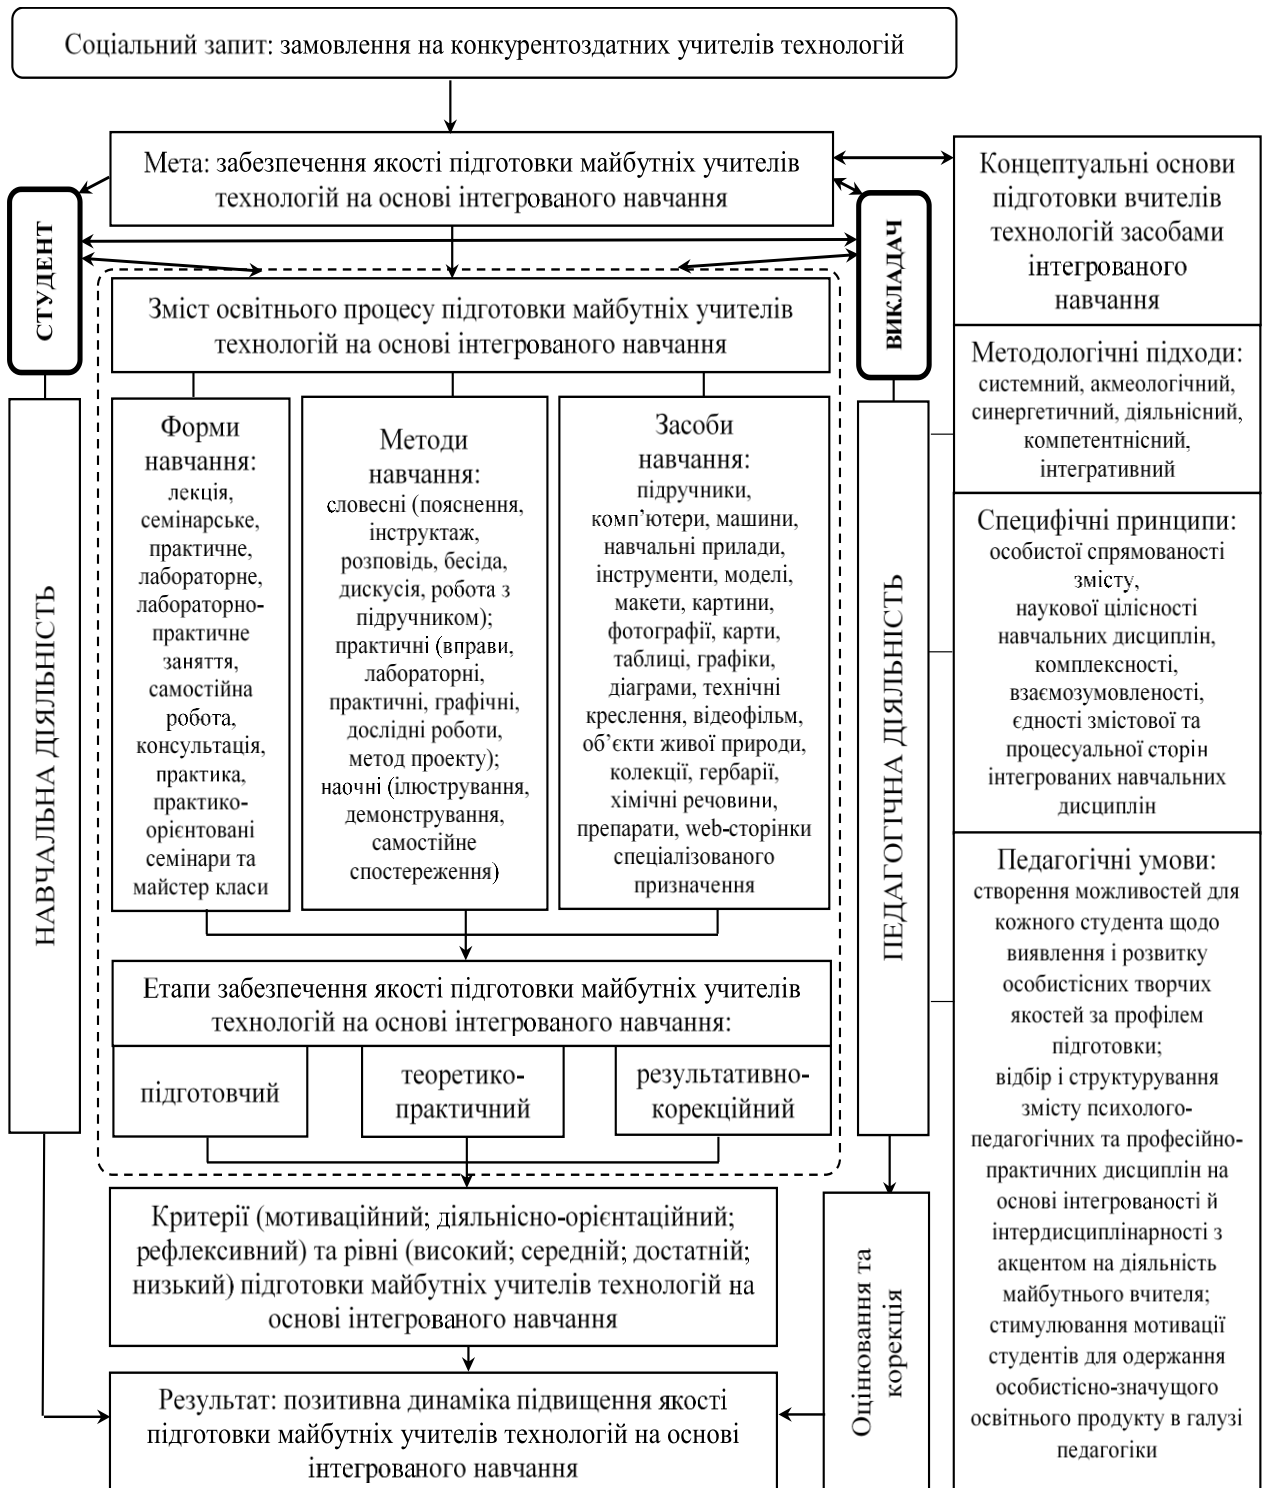 Соціальний запит: замовлення на конкурентоздатних учителів технологій
Мета: забезпечення якості підготовки майбутніх учителів
технологій на основі інтегрованого навчання
СТУДЕНТ
ВИКЛАДАЧ
Зміст освітнього процесу підготовки майбутніх учителів
технологій на основі інтегрованого навчання
НАВЧАЛЬНА ДІЯЛЬНІСТЬ
Форми
навчання:
лекція,
семінарське,
практичне,
лабораторне,
лабораторно-
практичне
заняття,
самостійна
робота,
консультація,
практика,
практико-
орієнтовані
семінари та
майстер класи
Методи
навчання:
словесні (пояснення,
інструктаж,
розповідь, бесіда,
дискусія, робота з
підручником);
практичні (вправи,
лабораторні,
практичні, графічні,
дослідні роботи,
метод проекту);
наочні (ілюстрування,
демонстрування,
самостійне
спостереження)
Засоби
навчання:
підручники,
комп’ютери, машини,
навчальні прилади,
інструменти, моделі,
макети, картини,
фотографії, карти,
таблиці, графіки,
діаграми, технічні
креслення, відеофільм,
об’єкти живої природи,
колекції, гербарії,
хімічні речовини,
препарати, web-сторінки
спеціалізованого
призначення
ПЕДАГОГІЧНА ДІЯЛЬНІСТЬ
Етапи забезпечення якості підготовки майбутніх учителів
технологій на основі інтегрованого навчання:
підготовчий
теоретико-
практичний
результативно-
корекційний
Критерії (мотиваційний; діяльнісно-орієнтаційний;
рефлексивний) та рівні (високий; середній; достатній;
низький) підготовки майбутніх учителів технологій на
основі інтегрованого навчання
Оцінювання та
корекція
Результат: позитивна динаміка підвищення якості
підготовки майбутніх учителів технологій на основі
інтегрованого навчання
Концептуальні основи
підготовки вчителів
технологій засобами
інтегрованого
навчання
Методологічні підходи:
системний, акмеологічний,
синергетичний, діяльнісний,
компетентнісний,
інтегративний
Специфічні принципи:
особистої спрямованості
змісту,
наукової цілісності
навчальних дисциплін,
комплексності,
взаємозумовленості,
єдності змістової та
процесуальної сторін
інтегрованих навчальних
дисциплін
Педагогічні умови:
створення можливостей для
кожного студента щодо
виявлення і розвитку
особистісних творчих
якостей за профілем
підготовки;
відбір і структурування
змісту психолого-
педагогічних та професійно-
практичних дисциплін на
основі інтегрованості й
інтердисциплінарності з
акцентом на діяльність
майбутнього вчителя;
стимулювання мотивації
студентів для одержання
особистісно-значущого
освітнього продукту в галузі
педагогіки